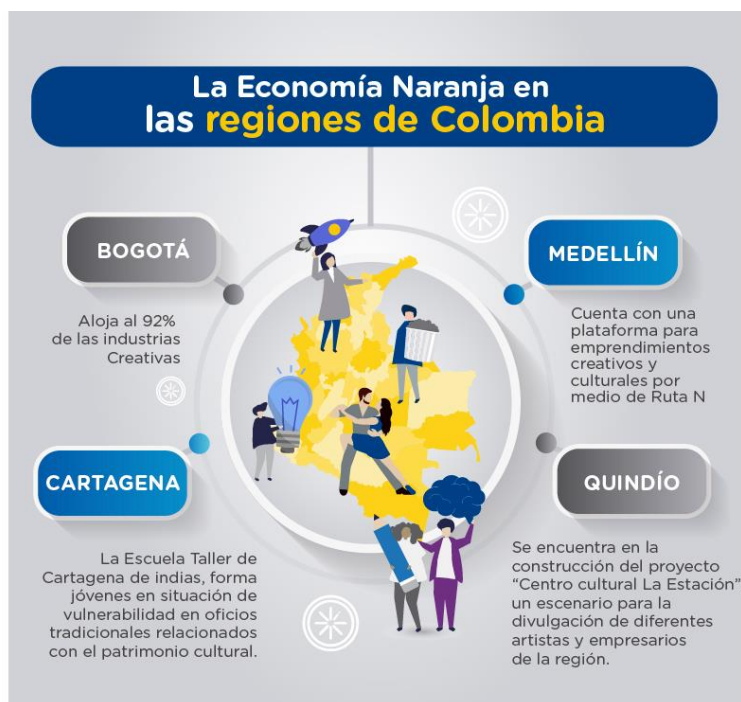 La Economía Naranja en
las regiones de Colombia
BOGOTÁ
Aloja al 92%
de las industrias
Creativas
MEDELLÍN
Cuenta con una
plataforma para
emprendimientos
creativos y
culturales por
medio de Ruta N
CARTAGENA
La Escuela Taller de
Cartagena de indias, forma
jóvenes en situación de
vulnerabilidad en oficios
tradicionales relacionados
con el patrimonio cultural.
QUINDÍO
Se encuentra en la
construcción del proyecto
“Centro cultural La Estación”
un escenario para la
divulgación de diferentes
artistas y empresarios
de la región.